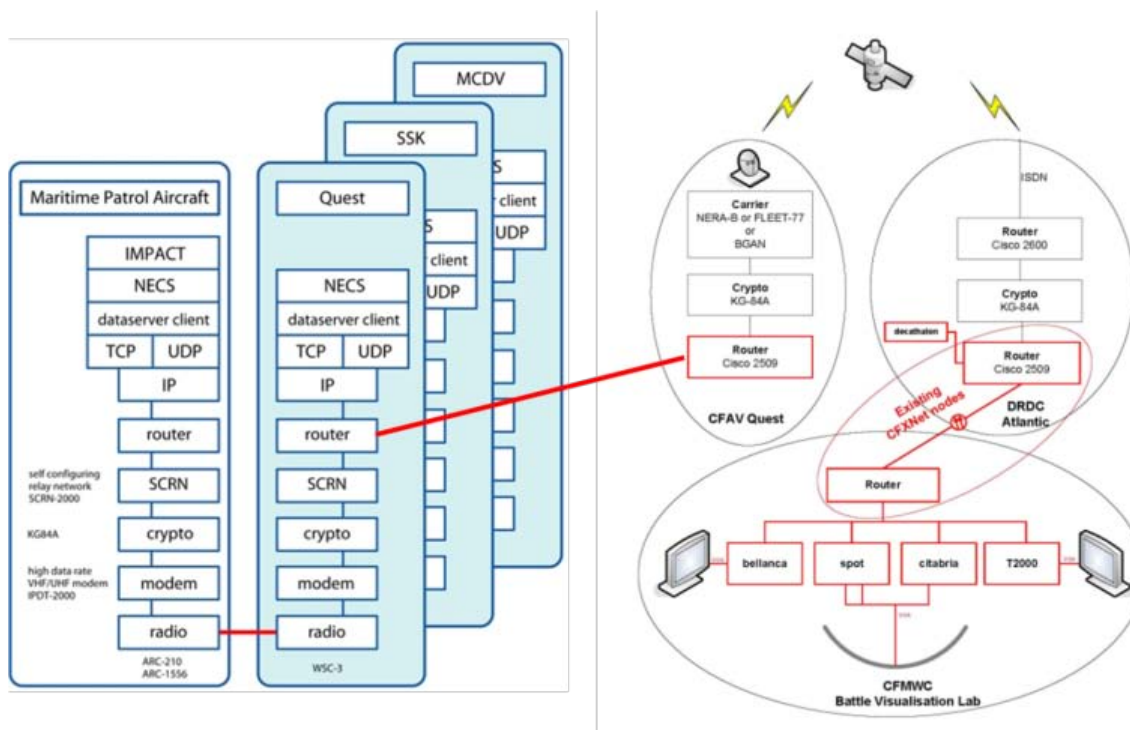 MCDV
SSK
Maritime Patrol Aircraft
Quest
IMPACT
NECS
dataserver client
TCP
UDP
IP
router
SCRN
crypto
modem
radio
self configuring
relay network
SCRN-2000
KG84A
high data rate
VHF/UHF modem
IPDT-2000
ARC-210
ARC-1556
NECS
dataserver client
TCP
UDP
IP
router
SCRN
crypto
modem
radio
WSC-3
S
er client
UDP
S
er client
UDP
Carrier
NERA-B or FLEET-77
or
BGAN
Crypto
KG-84A
Router
Cisco 2509
CFAV Quest
ISDN
Router
Cisco 2600
Crypto
KG-84A
decathalon
Router
Cisco 2509
DRDC
Atlantic
Existing
CFXNet nodes
Router
bellanca
spot
citabria
T2000
CFMWC
Battle Visualisation Lab